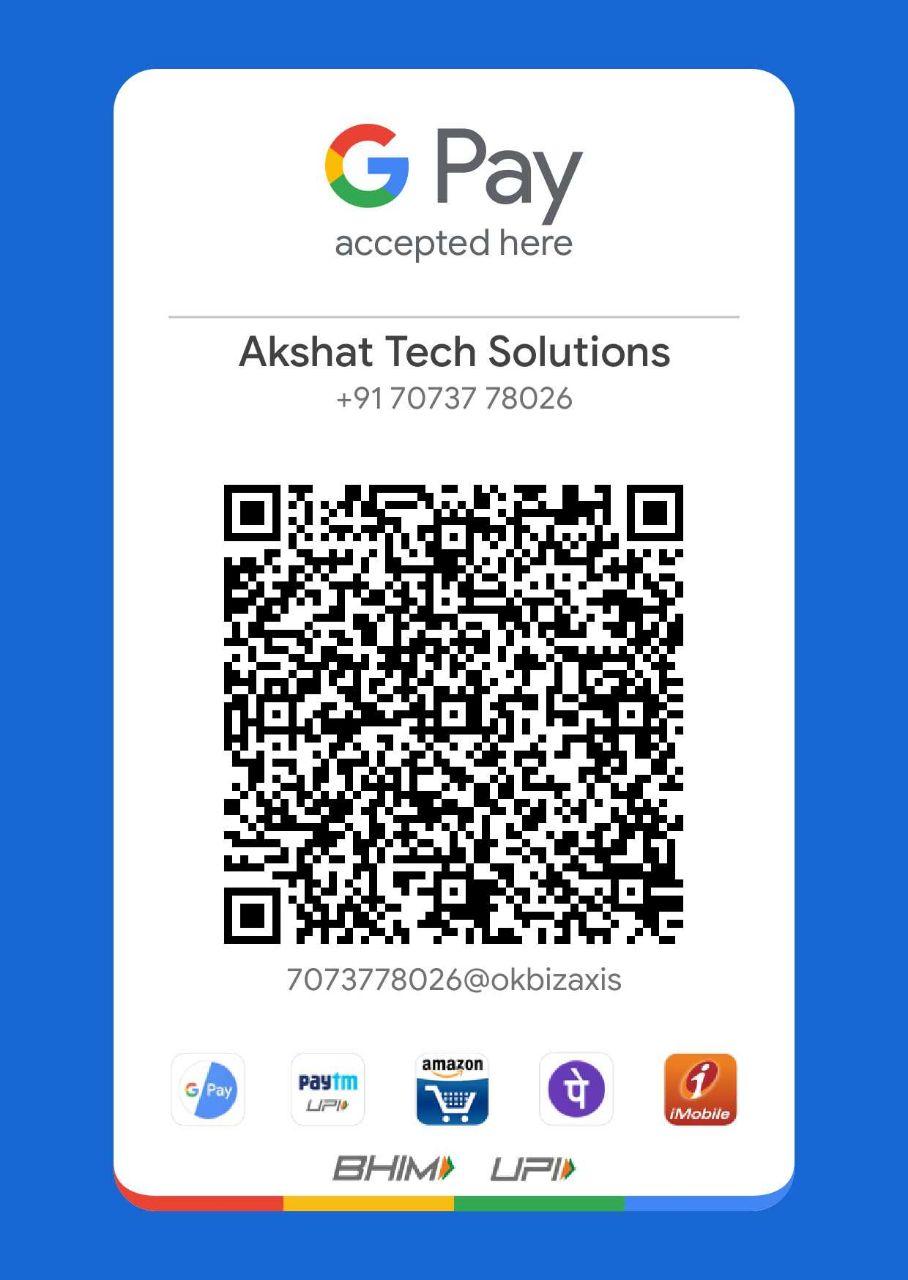 G Pay
accepted here
Akshat Tech Solutions
+91 70737 78026
7073778026@okbizaxis
G Pay
paytm
UPI
amazon
पे
i
iMobile
BHIM UPI